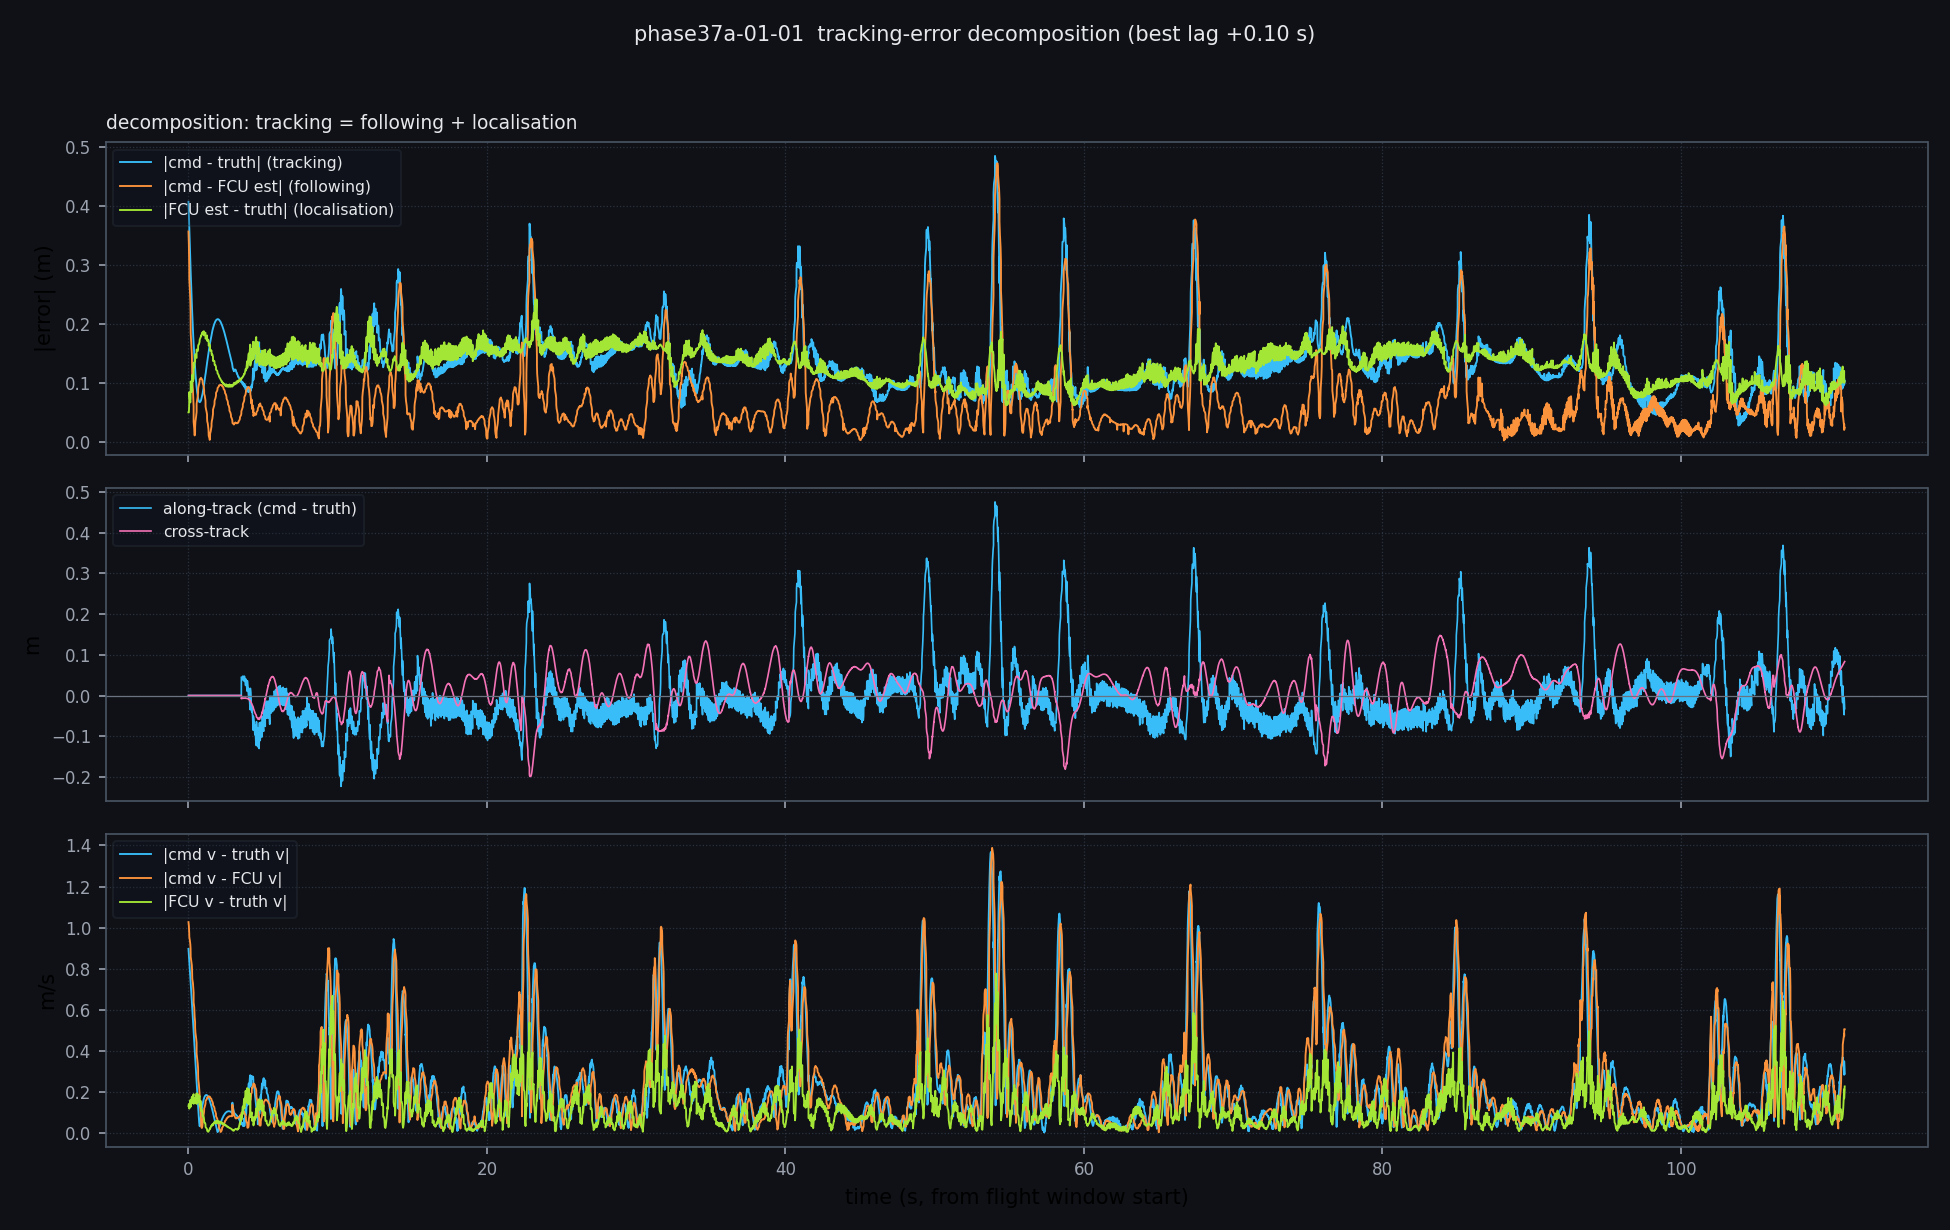 phase37a-01-01  tracking-error decomposition (best lag +0.10 s)
decomposition: tracking = following + localisation
|cmd - truth| (tracking)
|cmd - FCU est| (following)
|FCU est - truth| (localisation)
|error| (m)
0.5
0.4
0.3
0.2
0.1
0.0
along-track (cmd - truth)
cross-track
m
0.5
0.4
0.3
0.2
0.1
0.0
−0.1
−0.2
|cmd v - truth v|
|cmd v - FCU v|
|FCU v - truth v|
m/s
1.4
1.2
1.0
0.8
0.6
0.4
0.2
0.0
0 20 40 60 80 100
time (s, from flight window start)